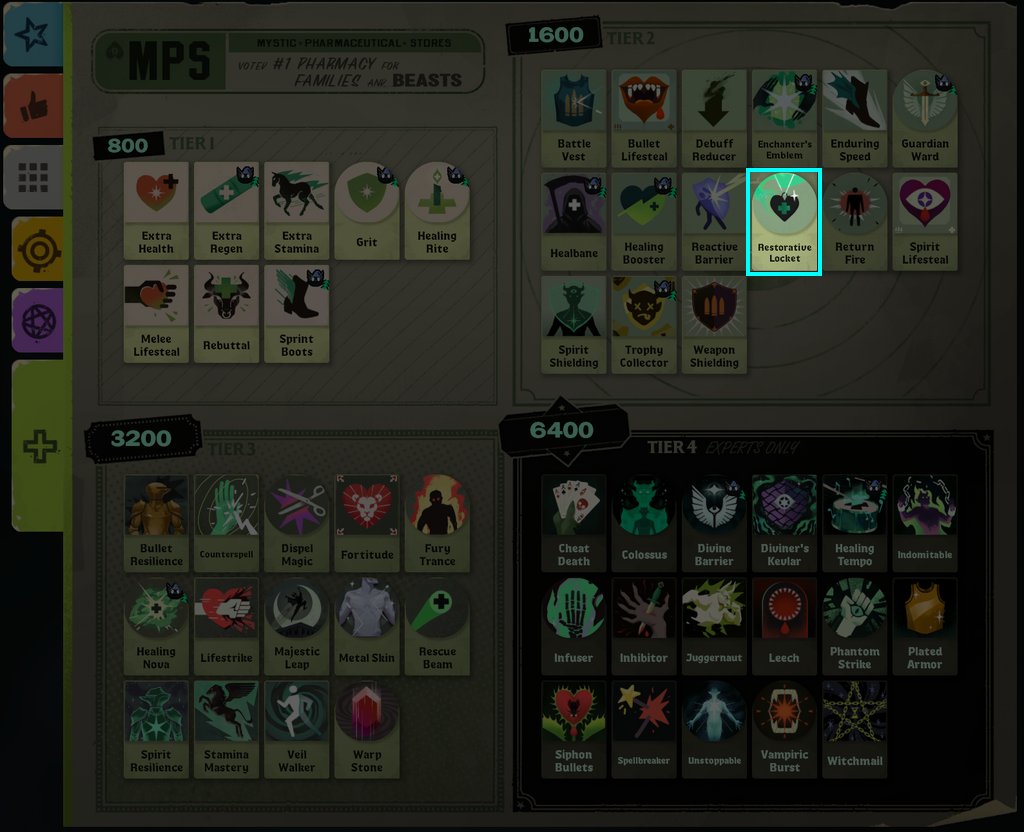 MPS
MYSTIC • PHARMACEUTICAL • STORES
VOTED #1 PHARMACY FOR
FAMILIES AND BEASTS
800 TIER 1
Extra
Health
Extra
Regen
Extra
Stamina
Grit
Healing
Rite
Melee
Lifesteal
Rebuttal
Sprint
Boots
1600 TIER 2
Battle
Vest
Bullet
Lifesteal
Debuff
Reducer
Enchanter's
Emblem
Enduring
Speed
Guardian
Ward
Healbane
Healing
Booster
Reactive
Barrier
Restorative
Locket
Return
Fire
Spirit
Lifesteal
Spirit
Shielding
Trophy
Collector
Weapon
Shielding
3200 TIER 3
Bullet
Resilience
Counterspell
Dispel
Magic
Fortitude
Fury
Trance
Healing
Nova
Lifestrike
Majestic
Leap
Metal Skin
Rescue
Beam
Spirit
Resilience
Stamina
Mastery
Veil
Walker
Warp
Stone
6400 TIER 4 EXPERTS ONLY
Cheat
Death
Colossus
Divine
Barrier
Diviner's
Kevlar
Healing
Tempo
Indomitable
Infuser
Inhibitor
Juggernaut
Leech
Phantom
Strike
Plated
Armor
Siphon
Bullets
Spellbreaker
Unstoppable
Vampiric
Burst
Witchmail